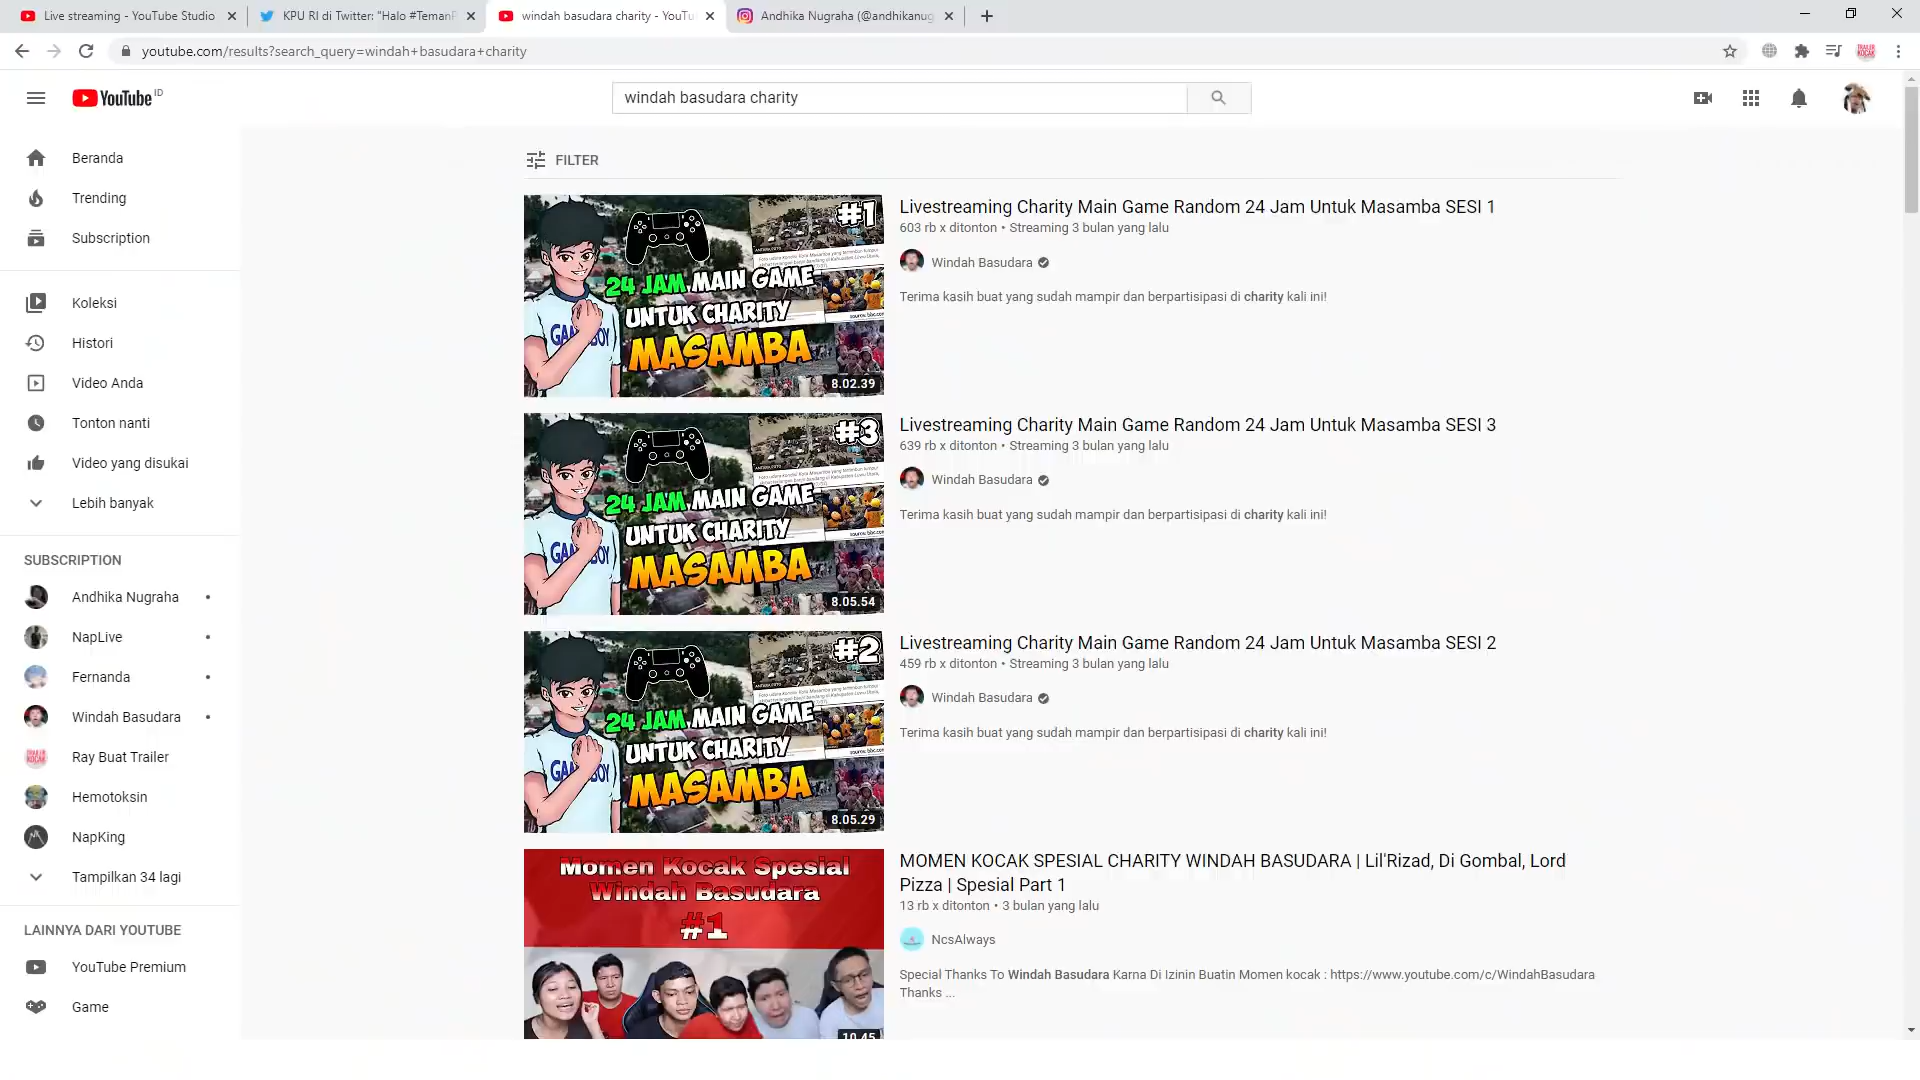 Live streaming - YouTube Studio
KPU RI di Twitter: "Halo #TemanP
windah basudara charity - YouTu
Andhika Nugraha (@andhikanug
youtube.com/results?search_query=windah+basudara+charity
YouTube ID
windah basudara charity
Beranda
Trending
Subscription
Koleksi
Histori
Video Anda
Tonton nanti
Video yang disukai
Lebih banyak
SUBSCRIPTION
Andhika Nugraha
NapLive
Fernanda
Windah Basudara
Ray Buat Trailer
Hemotoksin
NapKing
Tampilkan 34 lagi
LAINNYA DARI YOUTUBE
YouTube Premium
Game
FILTER
#1
24 JAM MAIN GAME
UNTUK CHARITY
MASAMBA
8.02.39
Livestreaming Charity Main Game Random 24 Jam Untuk Masamba SESI 1
603 rb x ditonton • Streaming 3 bulan yang lalu
Windah Basudara
Terima kasih buat yang sudah mampir dan berpartisipasi di charity kali ini!
#3
24 JAM MAIN GAME
UNTUK CHARITY
MASAMBA
8.05.54
Livestreaming Charity Main Game Random 24 Jam Untuk Masamba SESI 3
639 rb x ditonton • Streaming 3 bulan yang lalu
Windah Basudara
Terima kasih buat yang sudah mampir dan berpartisipasi di charity kali ini!
#2
24 JAM MAIN GAME
UNTUK CHARITY
MASAMBA
8.05.29
Livestreaming Charity Main Game Random 24 Jam Untuk Masamba SESI 2
459 rb x ditonton • Streaming 3 bulan yang lalu
Windah Basudara
Terima kasih buat yang sudah mampir dan berpartisipasi di charity kali ini!
Momen Kocak Spesial
Windah Basudara
#1
10.45
MOMEN KOCAK SPESIAL CHARITY WINDAH BASUDARA | Lil'Rizad, Di Gombal, Lord
Pizza | Spesial Part 1
13 rb x ditonton • 3 bulan yang lalu
NcsAlways
Special Thanks To Windah Basudara Karna Di Izinin Buatin Momen kocak : https://www.youtube.com/c/WindahBasudara
Thanks ...